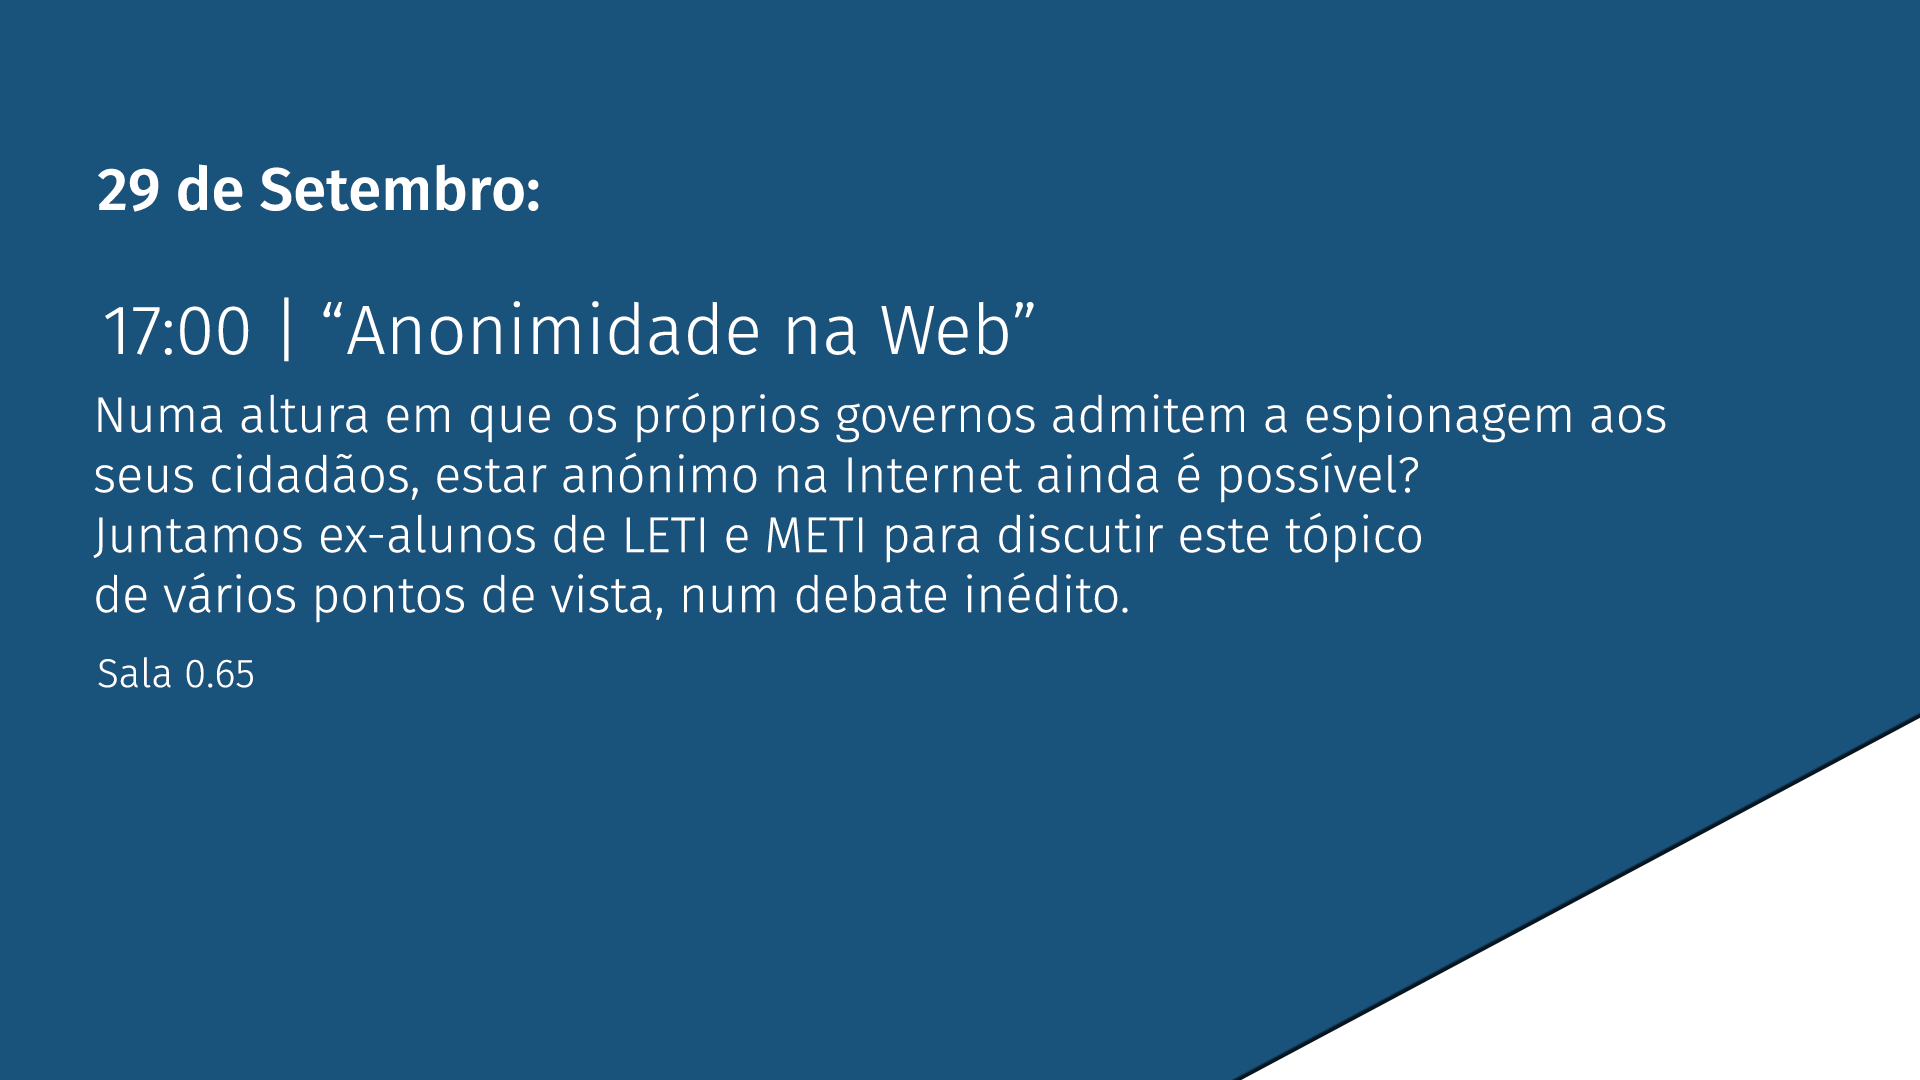 29 de Setembro:
17:00 | “Anonimidade na Web”
Numa altura em que os próprios governos admitem a espionagem aos
seus cidadãos, estar anónimo na Internet ainda é possível?
Juntamos ex-alunos de LETI e METI para discutir este tópico
de vários pontos de vista, num debate inédito.
Sala 0.65